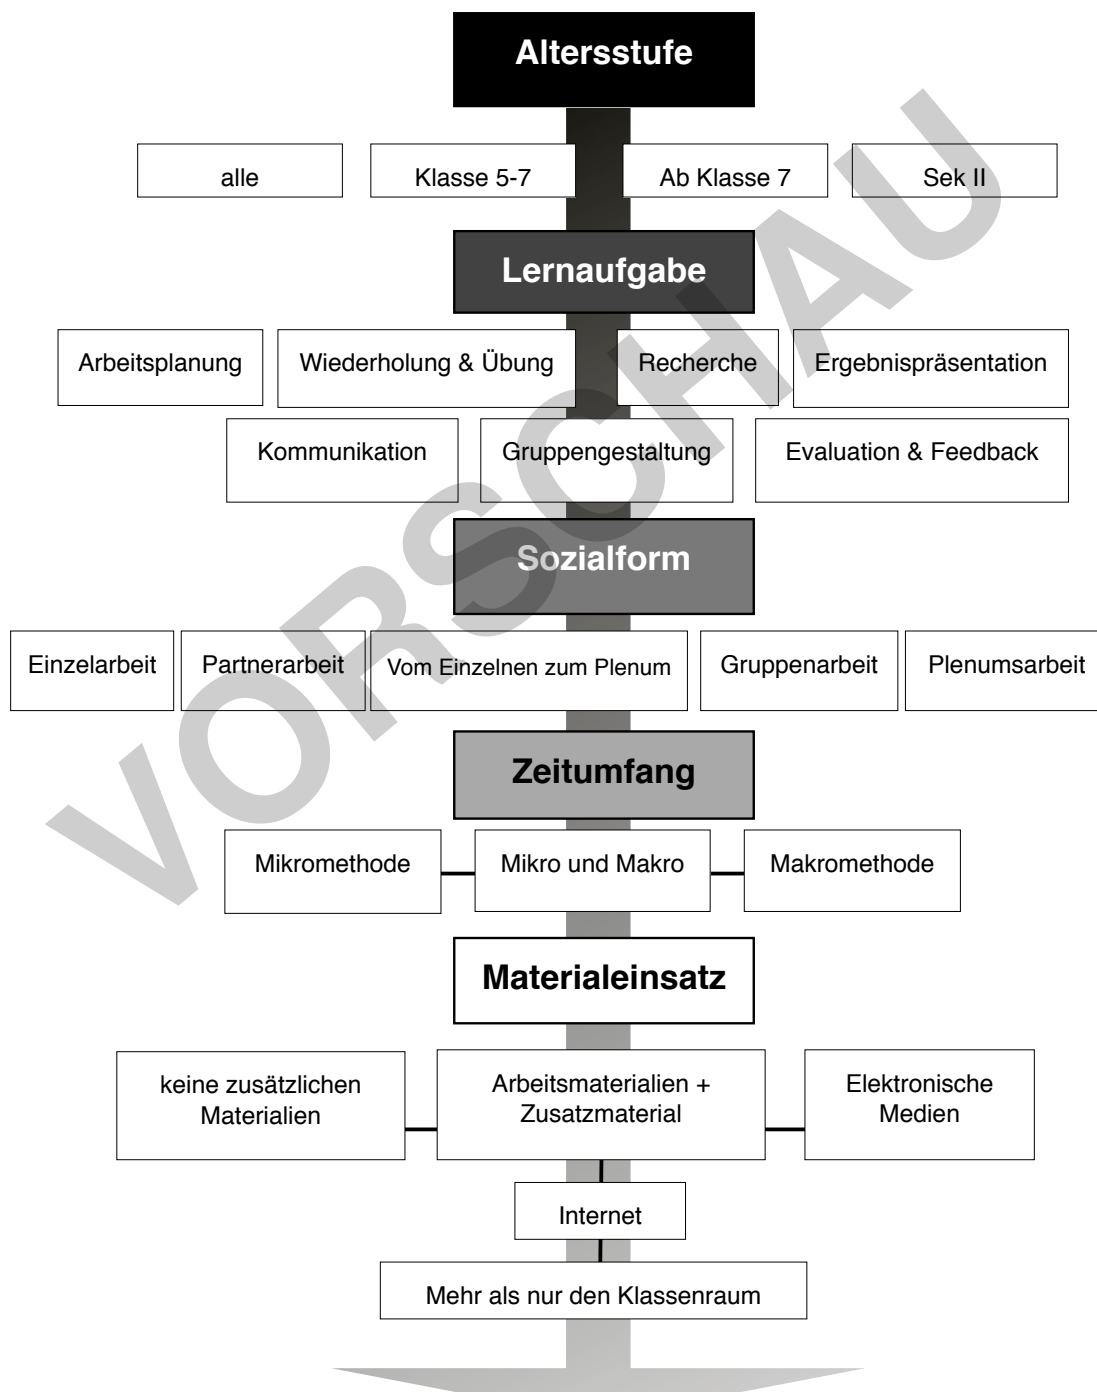 Altersstufe
alle
Klasse 5-7
Ab Klasse 7
Sek II
Lernaufgabe
Arbeitsplanung
Wiederholung & Übung
Recherche
Ergebnispräsentation
Kommunikation
Gruppengestaltung
Evaluation & Feedback
Sozialform
Einzelarbeit
Partnerarbeit
Vom Einzelnen zum Plenum
Gruppenarbeit
Plenumsarbeit
Zeitumfang
Mikromethode
Mikro und Makro
Makromethode
Materialeinsatz
keine zusätzlichen
Materialien
Arbeitsmaterialien +
Zusatzmaterial
Elektronische
Medien
Internet
Mehr als nur den Klassenraum
VORSCHAU